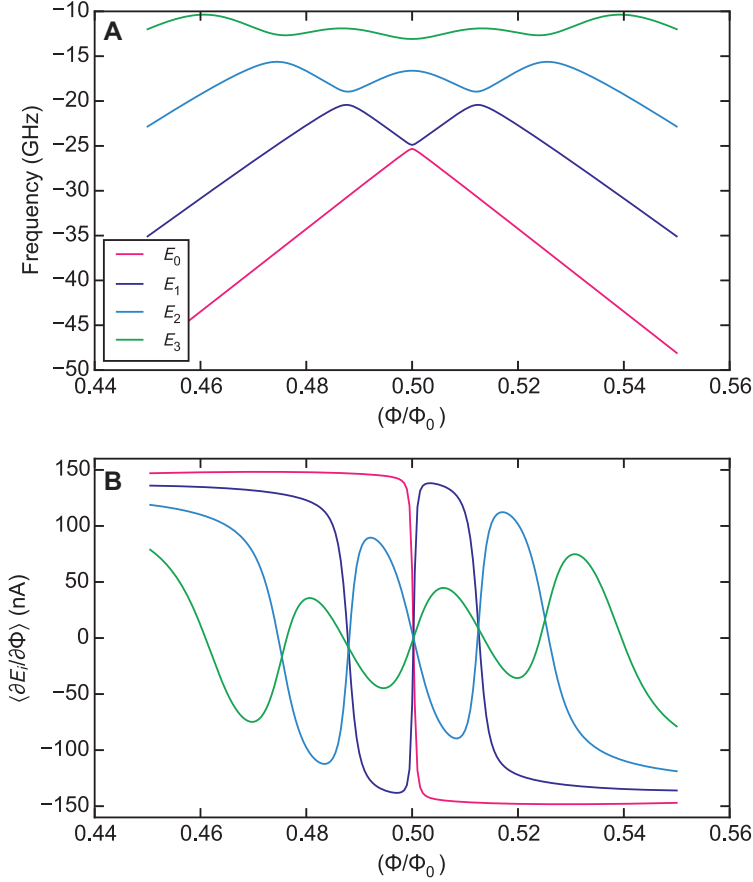 A
Frequency (GHz)
−10
−15
−20
−25
−30
−35
−40
−45
−50
E₀
E₁
E₂
E₃
0.44 0.46 0.48 0.50 0.52 0.54 0.56
(Φ/Φ₀)
B
⟨∂Eᵢ/∂Φ⟩ (nA)
150
100
50
0
−50
−100
−150
0.44 0.46 0.48 0.50 0.52 0.54 0.56
(Φ/Φ₀)